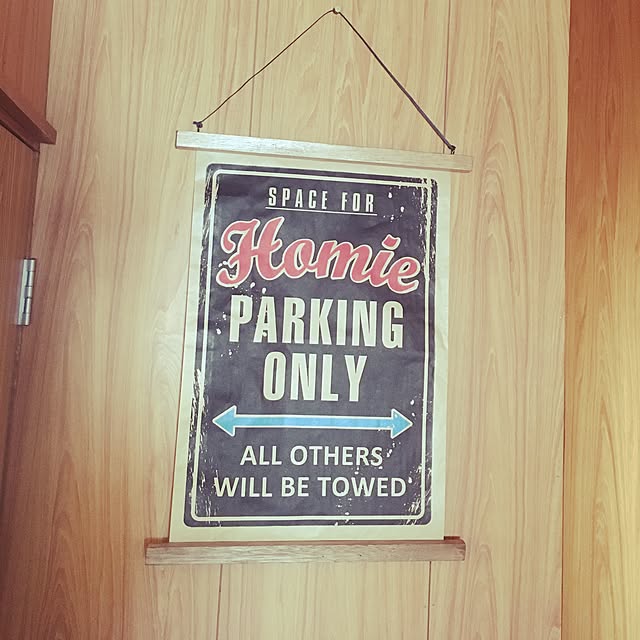 SPACE FOR
Homie
PARKING
ONLY
ALL OTHERS
WILL BE TOWED